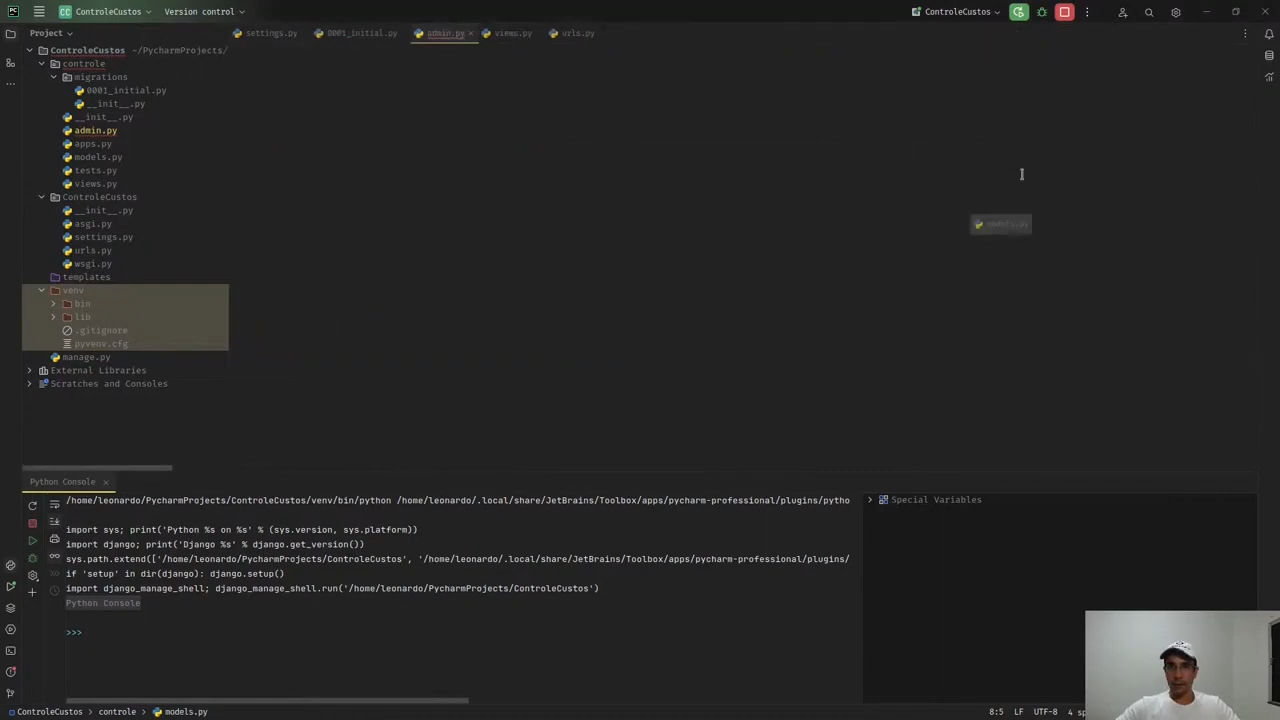 PC
CC ControleCustos
Version control
ControleCustos
Project
settings.py
0001_initial.py
admin.py
views.py
urls.py
ControleCustos ~/PycharmProjects/
controle
migrations
0001_initial.py
__init__.py
__init__.py
admin.py
apps.py
models.py
tests.py
views.py
ControleCustos
__init__.py
asgi.py
settings.py
urls.py
wsgi.py
templates
venv
bin
lib
.gitignore
pyvenv.cfg
manage.py
External Libraries
Scratches and Consoles
models.py
Python Console
/home/leonardo/PycharmProjects/ControleCustos/venv/bin/python /home/leonardo/.local/share/JetBrains/Toolbox/apps/pycharm-professional/plugins/pytho
import sys; print('Python %s on %s' % (sys.version, sys.platform))
import django; print('Django %s' % django.get_version())
sys.path.extend(['/home/leonardo/PycharmProjects/ControleCustos', '/home/leonardo/.local/share/JetBrains/Toolbox/apps/pycharm-professional/plugins/
if 'setup' in dir(django): django.setup()
import django_manage_shell; django_manage_shell.run('/home/leonardo/PycharmProjects/ControleCustos')
Python Console
>>>
Special Variables
ControleCustos > controle > models.py
8:5 LF UTF-8 4 sp